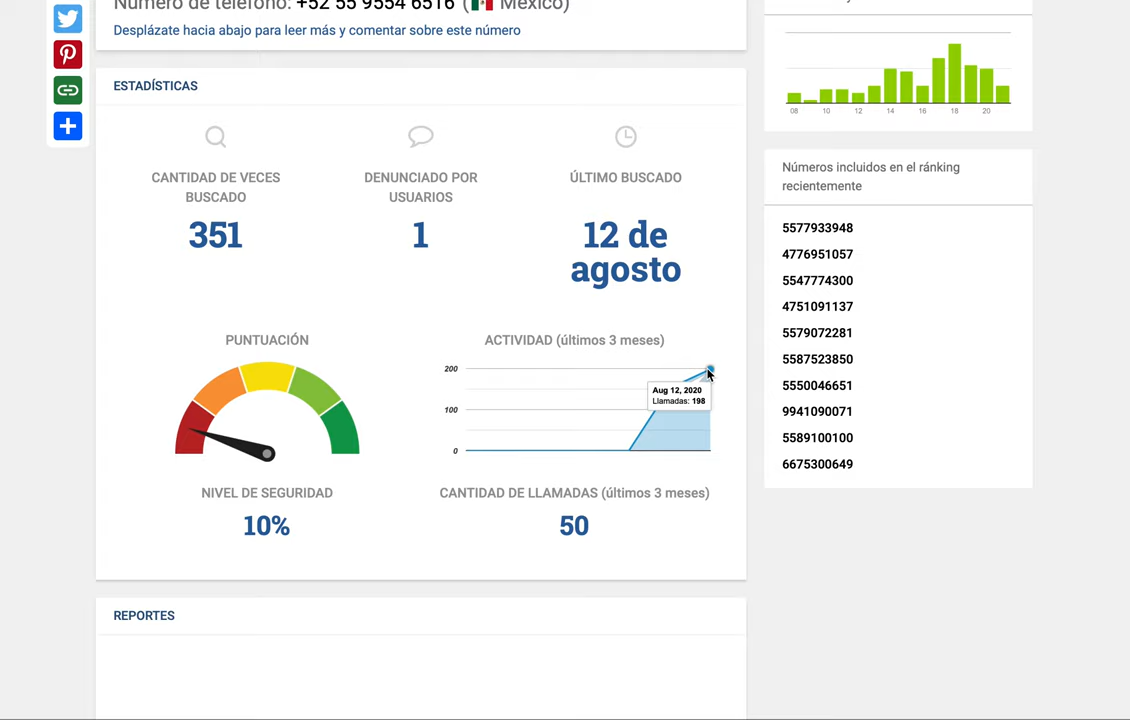 Número de teléfono: +52 55 9554 6516 ( México)
Desplázate hacia abajo para leer más y comentar sobre este número
ESTADÍSTICAS
CANTIDAD DE VECES
BUSCADO
351
DENUNCIADO POR
USUARIOS
1
ÚLTIMO BUSCADO
12 de
agosto
PUNTUACIÓN
NIVEL DE SEGURIDAD
10%
ACTIVIDAD (últimos 3 meses)
200
100
0
Aug 12, 2020
Llamadas: 198
CANTIDAD DE LLAMADAS (últimos 3 meses)
50
REPORTES
08 10 12 14 16 18 20
Números incluidos en el ránking
recientemente
5577933948
4776951057
5547774300
4751091137
5579072281
5587523850
5550046651
9941090071
5589100100
6675300649